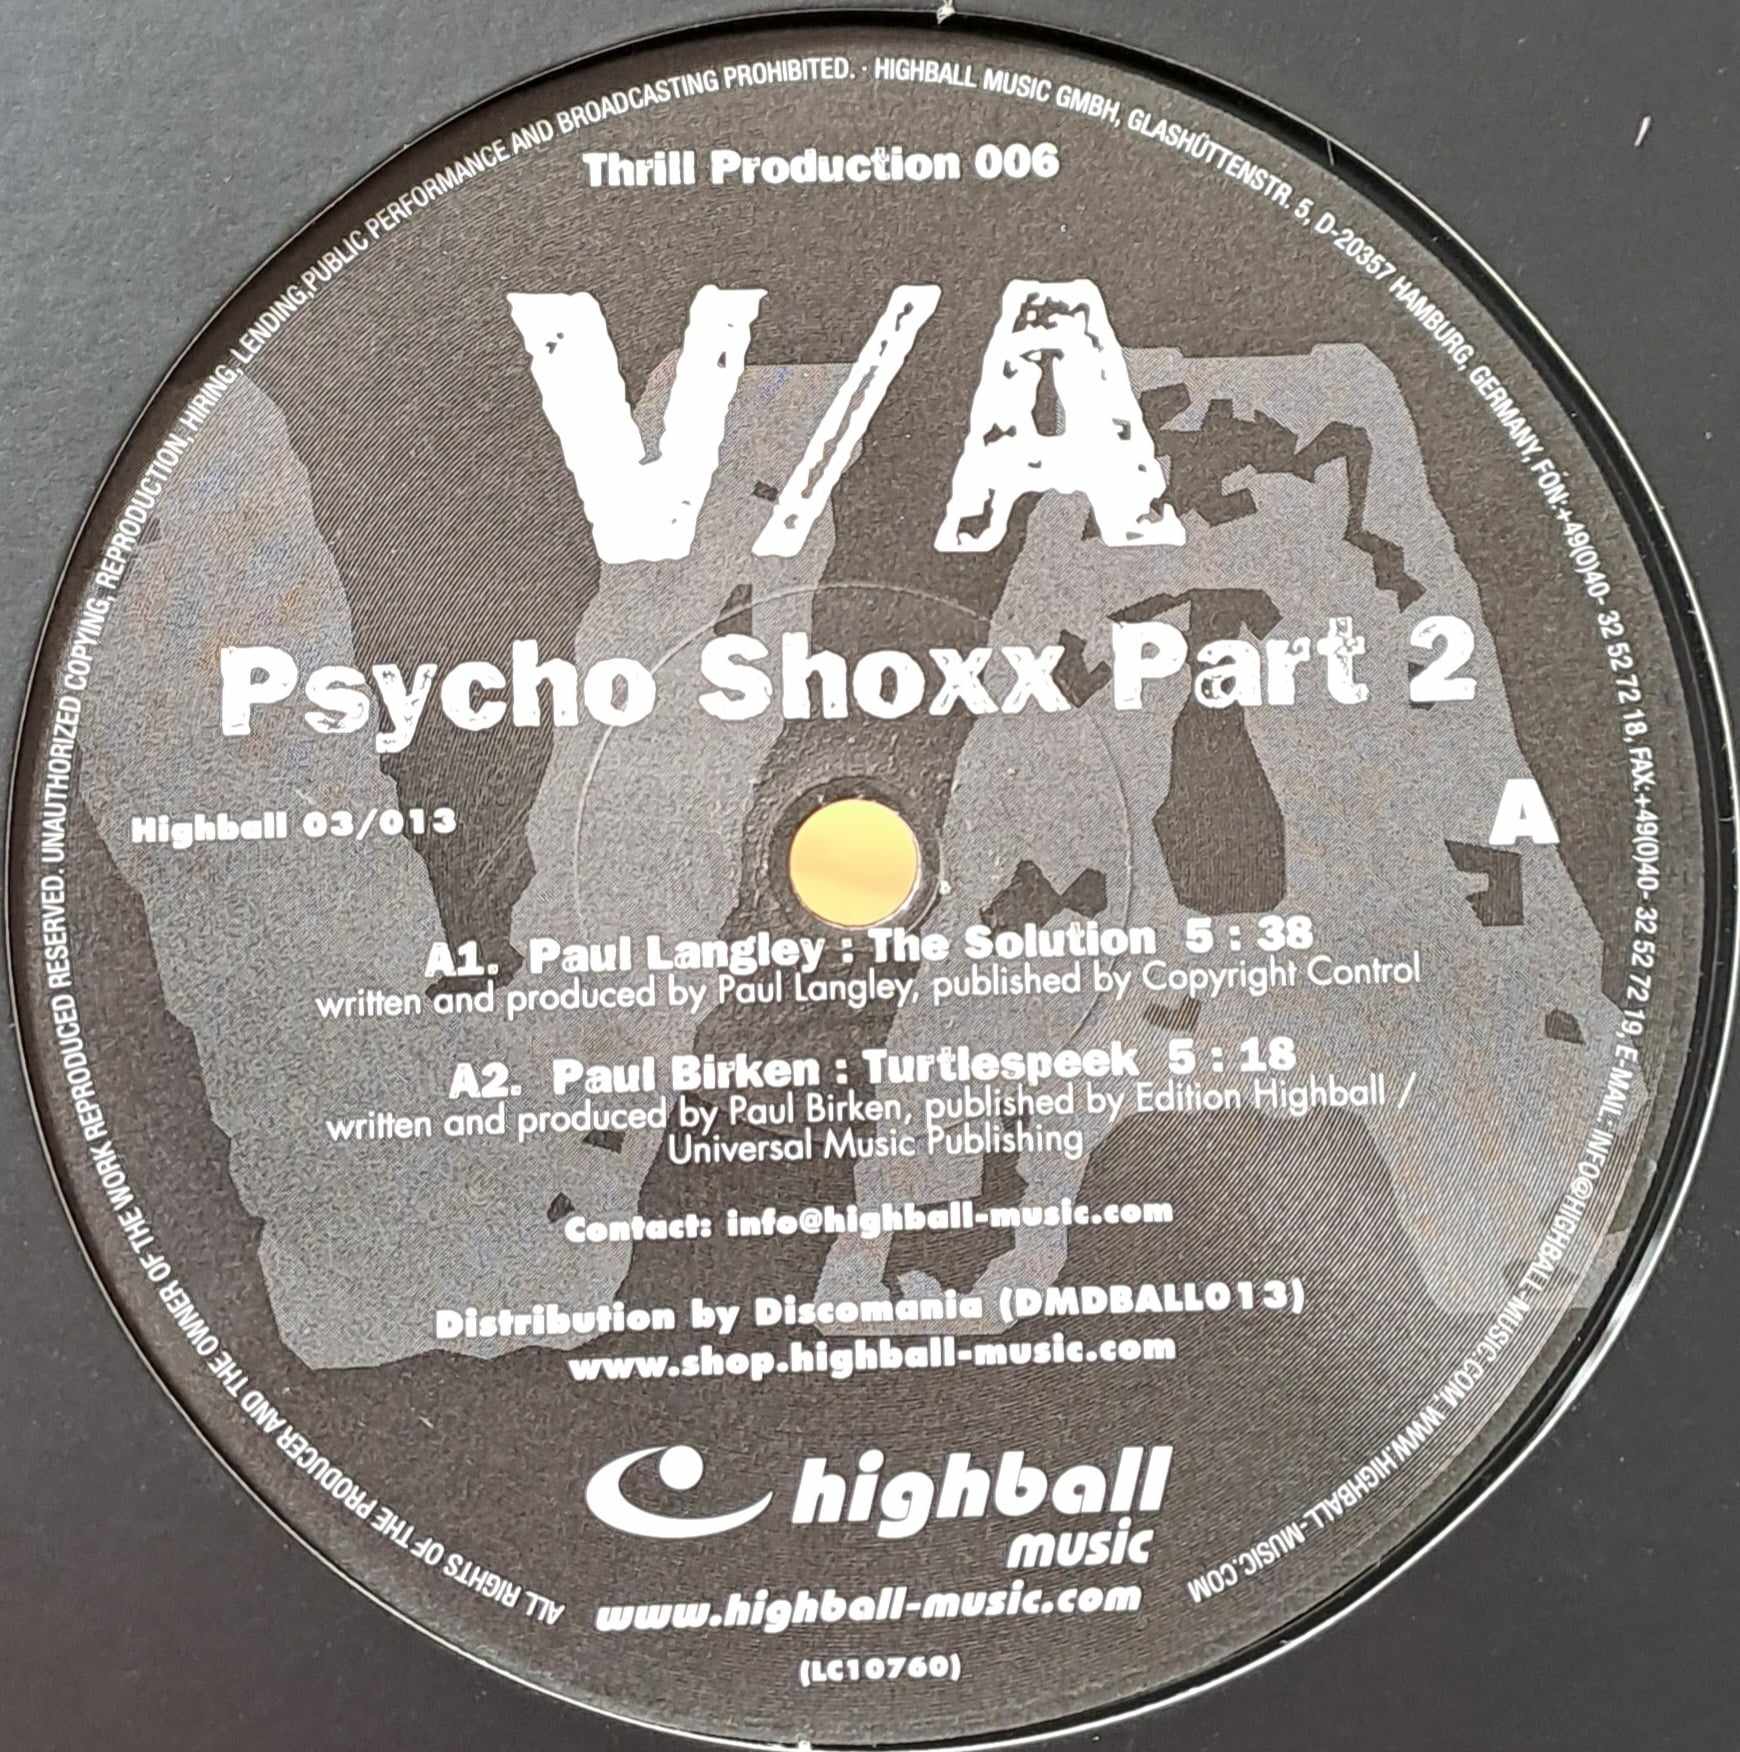 ALL RIGHTS OF THE PRODUCER AND THE OWNER OF THE WORK REPRODUCED RESERVED. UNAUTHORIZED COPYING, REPRODUCTION, HIRING, LENDING, PUBLIC PERFORMANCE AND BROADCASTING PROHIBITED. · HIGHBALL MUSIC GMBH, GLASHÜTTENSTR. 5, D-20357 HAMBURG, GERMANY, FON:+49(0)40- 32 52 72 18, FAX:+49(0)40- 32 52 72 19, E-MAIL: INFO@HIGHBALL-MUSIC.COM, WWW.HIGHBALL-MUSIC.COM
Thrill Production 006
V/A
Psycho Shoxx Part 2
Highball 03/013
A
A1. Paul Langley : The Solution 5 : 38
written and produced by Paul Langley, published by Copyright Control
A2. Paul Birken : Turtlespeek 5 : 18
written and produced by Paul Birken, published by Edition Highball /
Universal Music Publishing
Contact: info@highball-music.com
Distribution by Discomania (DMDBALL013)
www.shop.highball-music.com
highball
music
www.highball-music.com
(LC10760)